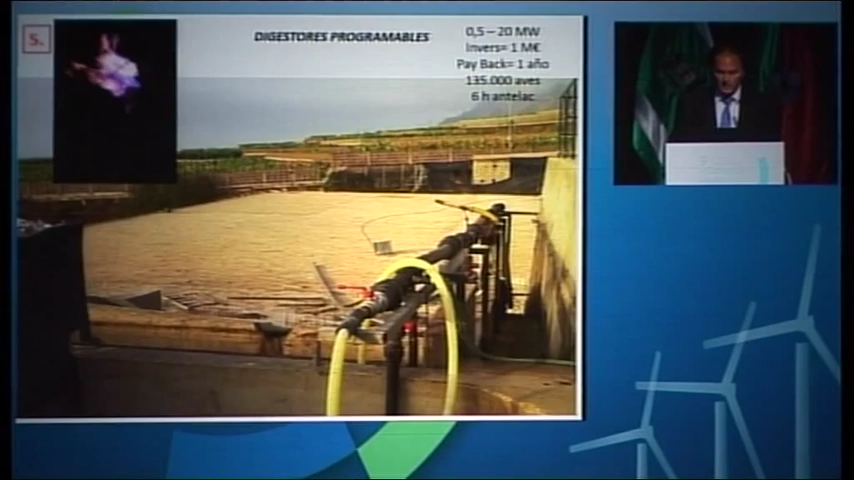 5.
DIGESTORES PROGRAMABLES
0,5 – 20 MW
Invers= 1 M€
Pay Back= 1 año
135.000 aves
6 h antelac